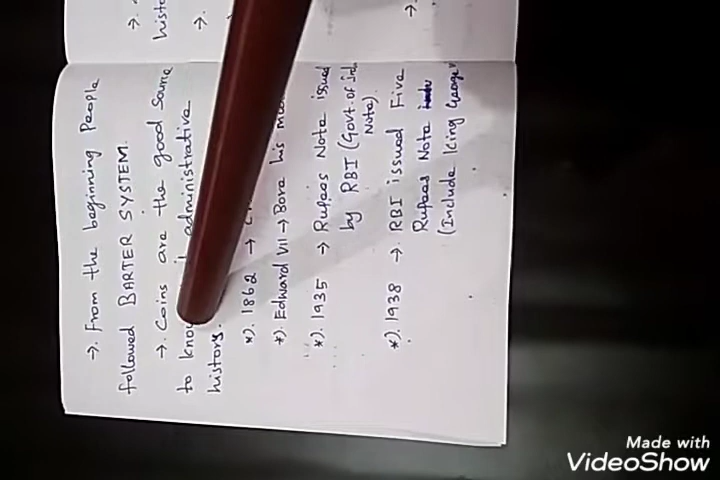 →. From the beginning People
followed BARTER SYSTEM.
→. Coins are the good Source
to administrative
history.
*). 1862 →
*). Edward VII → Bore his
*). 1935 → Rupees Note issued
by RBI (Govt. of
Note).
*). 1938 →. RBI issued Five
Rupees Note
(Include King George
→.
→.
→.
Made with
VideoShow